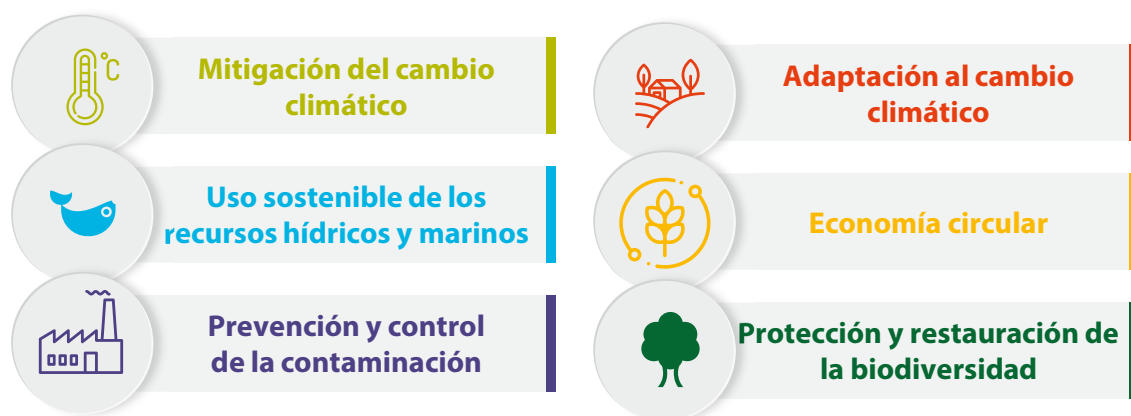 °C
Mitigación del cambio
climático
Adaptación al cambio
climático
Uso sostenible de los
recursos hídricos y marinos
Economía circular
Prevención y control
de la contaminación
Protección y restauración de
la biodiversidad